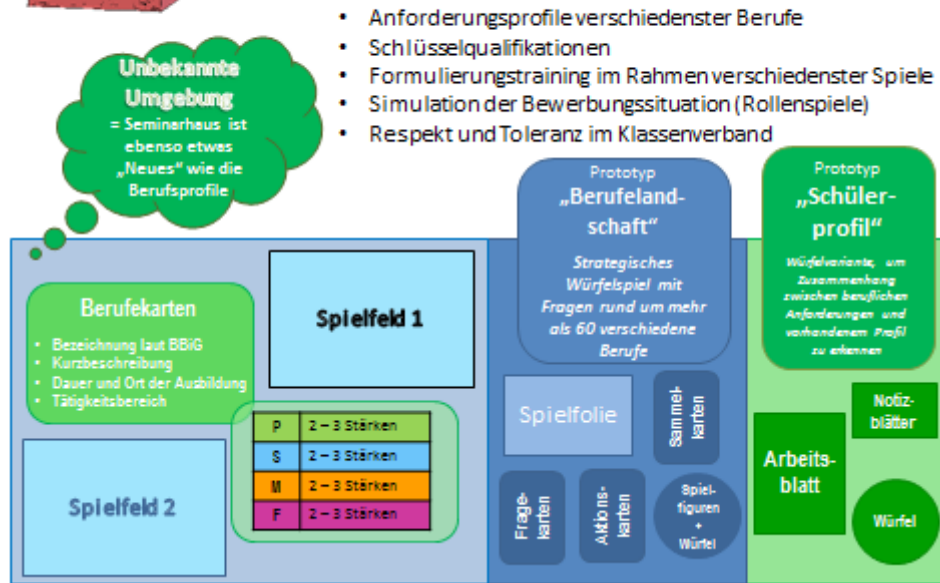 • Anforderungsprofile verschiedenster Berufe
• Schlüsselqualifikationen
• Formulierungstraining im Rahmen verschiedenster Spiele
• Simulation der Bewerbungssituation (Rollenspiele)
• Respekt und Toleranz im Klassenverband
Unbekannte
Umgebung
= Seminarhaus ist
ebenso etwas
„Neues“ wie die
Berufsprofile
Berufekarten
• Bezeichnung laut BBiG
• Kurzbeschreibung
• Dauer und Ort der Ausbildung
• Tätigkeitsbereich
Spielfeld 1
P 2 – 3 Stärken
S 2 – 3 Stärken
M 2 – 3 Stärken
F 2 – 3 Stärken
Spielfeld 2
Prototyp
„Berufeland-
schaft“
Strategisches
Würfelspiel mit
Fragen rund um mehr
als 60 verschiedene
Berufe
Spielfolie
Sammel-
karten
Frage-
karten
Aktions-
karten
Spiel-
figuren
+
Würfel
Prototyp
„Schüler-
profil“
Würfelvariante, um
Zusammenhang
zwischen beruflichen
Anforderungen und
vorhandenem Profil
zu erkennen
Arbeits-
blatt
Notiz-
blätter
Würfel